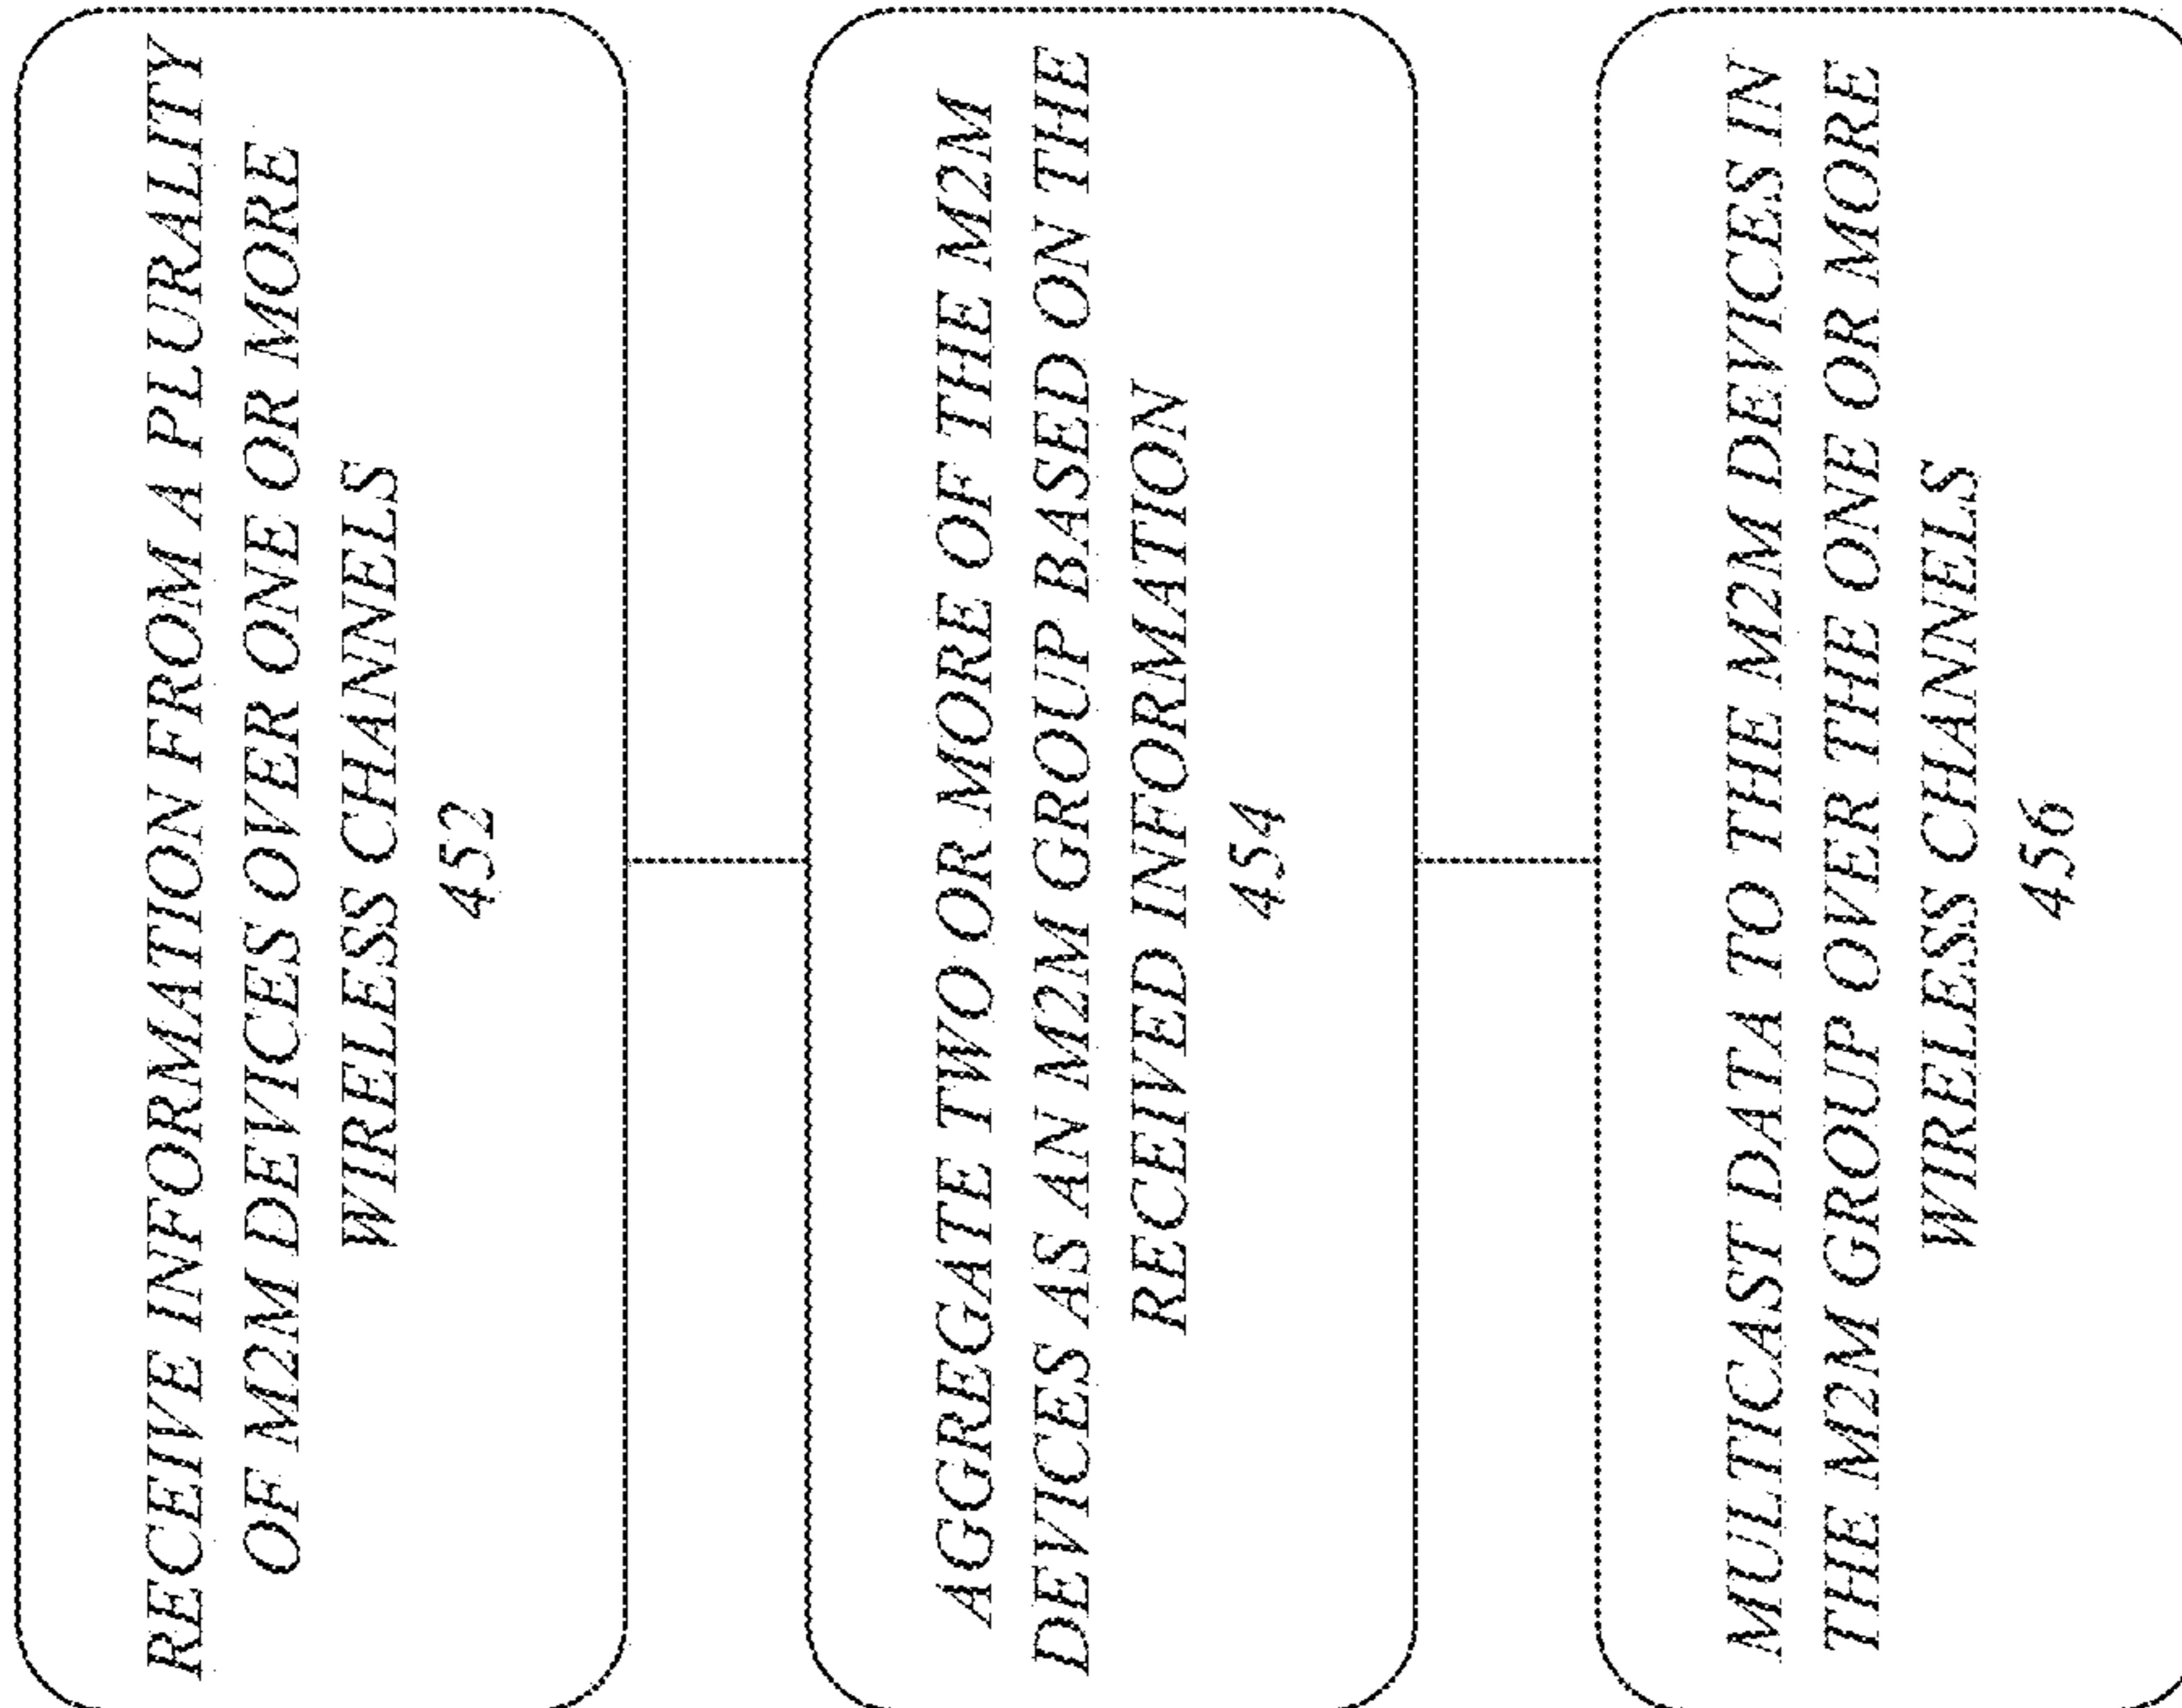 RECEIVE INFORMATION FROM A PLURALITY
OF M2M DEVICES OVER ONE OR MORE
WIRELESS CHANNELS
452
AGGREGATE TWO OR MORE OF THE M2M
DEVICES AS AN M2M GROUP BASED ON THE
RECEIVED INFORMATION
454
MULTICAST DATA TO THE M2M DEVICES IN
THE M2M GROUP OVER THE ONE OR MORE
WIRELESS CHANNELS
456